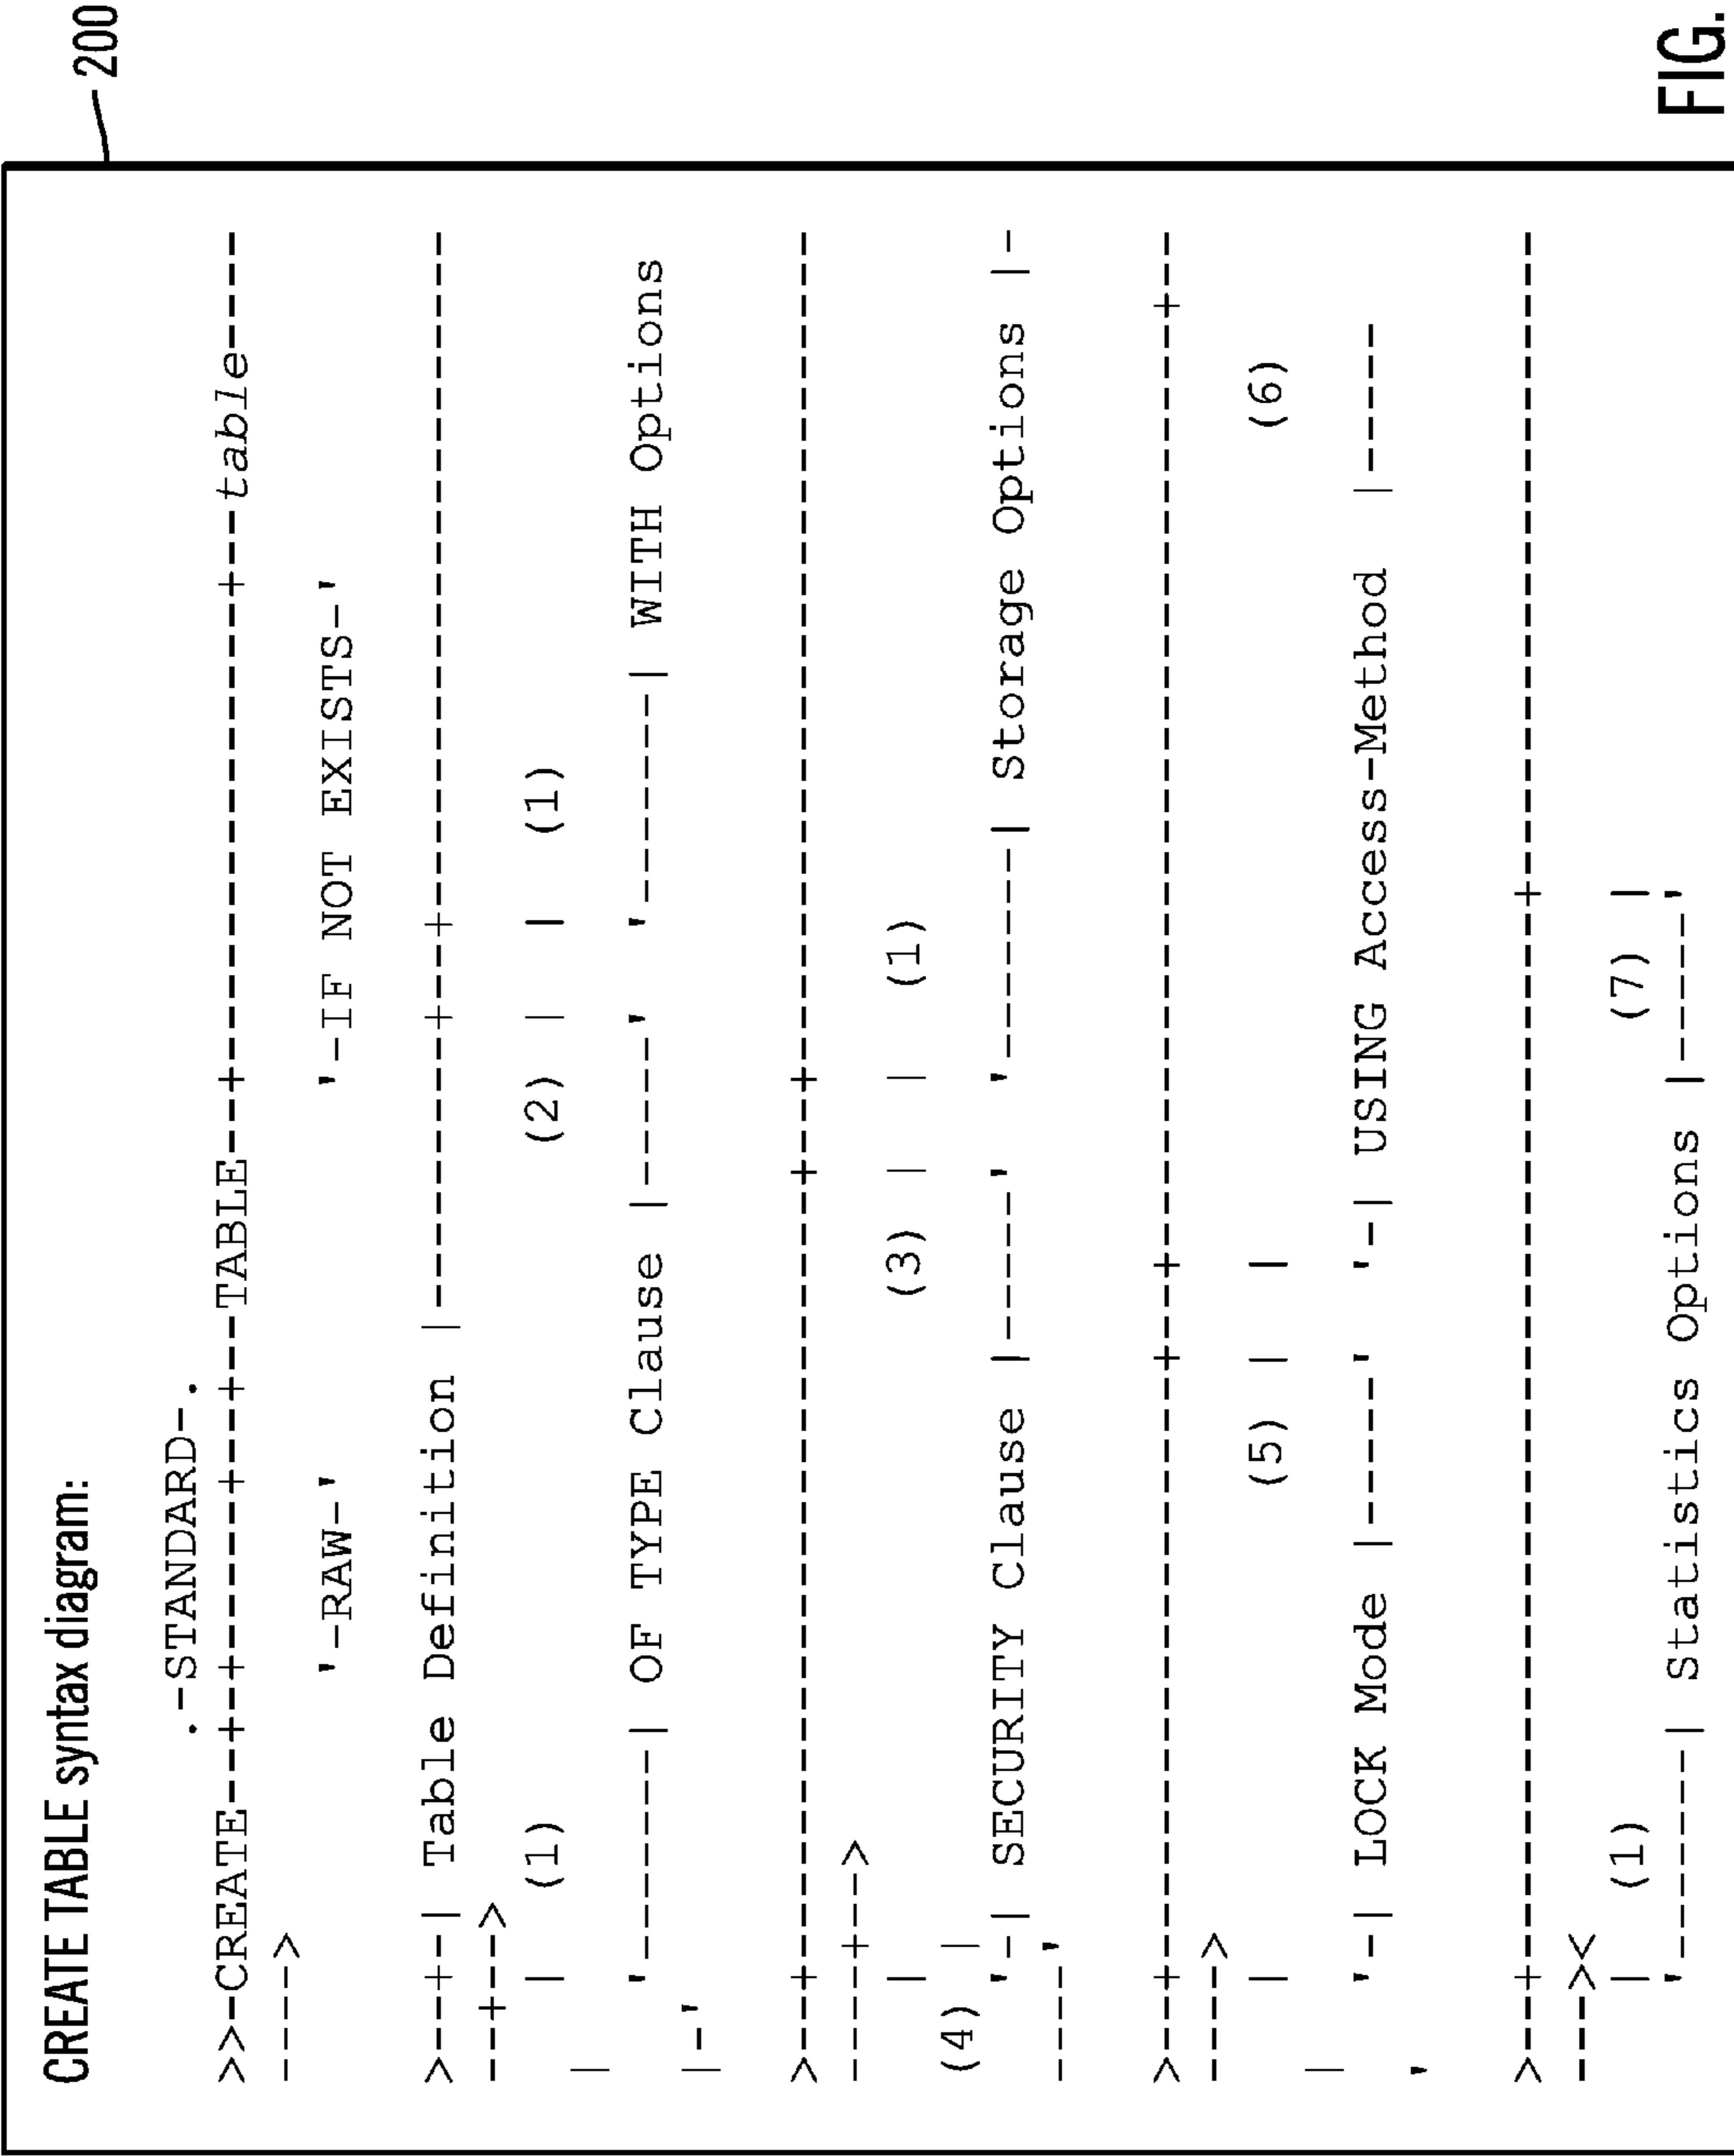 CREATE TABLE syntax diagram:
.-STANDARD-.
>>-CREATE--+-+--------+-+--TABLE--+---------------+--table-------
---->
'-RAW-' '-IF NOT EXISTS-'
>--+-| Table Definition |---------++-----------------------
--+-->
| (1) (2) | | (1)
'-------| OF TYPE Clause |-----' '-------| WITH Options
|
|-'
>--+--------------------------+--+---------------------------
----+-->
| (3) | | (1)
(4) |
'-| SECURITY Clause |-----' '-------| Storage Options |-
---'
>--+-------------------+--+------------------------------+--
---->
| (5) | | (6)
|
'-| LOCK Mode |------' '-| USING Access-Method |------
'
>--+-----------------------------------+---------------------
---><
| (1) (7) |
'-------| Statistics Options |-----'
200
FIG.